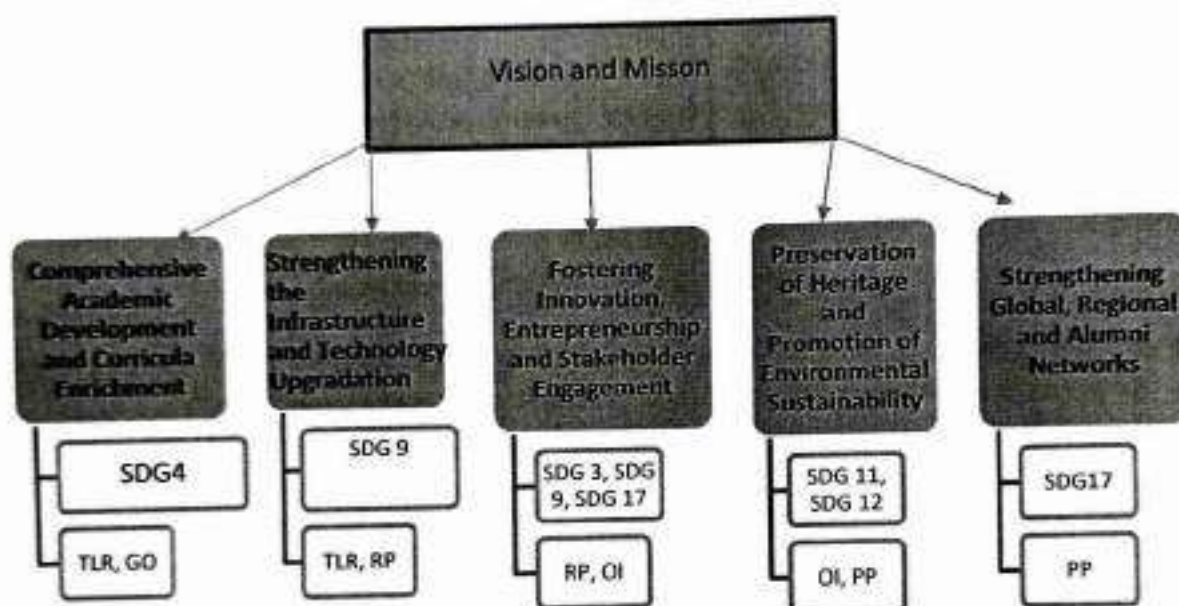 Vision and Misson
Comprehensive
Academic
Development
and Curricula
Enrichment
SDG4
TLR, GO
Strengthening
the
Infrastructure
and Technology
Upgradation
SDG 9
TLR, RP
Fostering
Innovation,
Entrepreneurship
and Stakeholder
Engagement
SDG 3, SDG
9, SDG 17
RP, OI
Preservation
of Heritage
and
Promotion of
Environmental
Sustainability
SDG 11,
SDG 12
OI, PP
Strengthening
Global, Regional
and Alumni
Networks
SDG17
PP